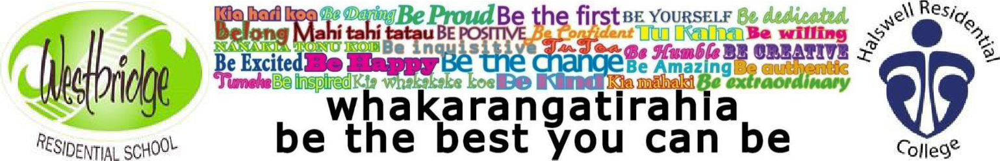 Westbridge
RESIDENTIAL SCHOOL
Kia hari koa Be Daring Be Proud Be the first BE YOURSELF Be dedicated
Belong Mahi tahi tatau BE POSITIVE Be Confident Tu Kaha Be willing
NANAKIA TONU KOE Be inquisitive Tu Toa Be Humble BE CREATIVE
Be Excited Be Happy Be the change Be Amazing Be authentic
Tumeke Be inspired Kia whakakake koe Be Kind Kia māhaki Be extraordinary
whakarangatirahia
be the best you can be
Halswell Residential
College